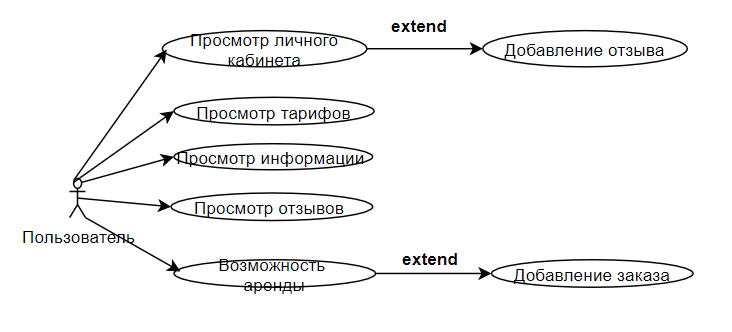 extend
Просмотр личного
кабинета
Добавление отзыва
Просмотр тарифов
Просмотр информации
Просмотр отзывов
Пользователь
extend
Возможность
аренды
Добавление заказа